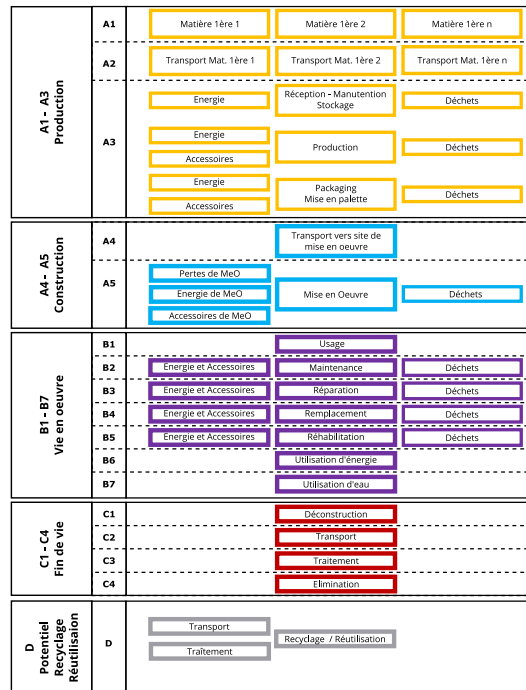 A1 - A3
Production
A1
Matière 1ère 1
Matière 1ère 2
Matière 1ère n
A2
Transport Mat. 1ère 1
Transport Mat. 1ère 2
Transport Mat. 1ère n
A3
Energie
Réception - Manutention
Stockage
Déchets
Energie
Accessoires
Production
Déchets
Energie
Accessoires
Packaging
Mise en palette
Déchets
A4 - A5
Construction
A4
Transport vers site de
mise en oeuvre
A5
Pertes de MeO
Energie de MeO
Accessoires de MeO
Mise en Oeuvre
Déchets
B1 - B7
Vie en oeuvre
B1
Usage
B2
Energie et Accessoires
Maintenance
Déchets
B3
Energie et Accessoires
Réparation
Déchets
B4
Energie et Accessoires
Remplacement
Déchets
B5
Energie et Accessoires
Réhabilitation
Déchets
B6
Utilisation d'énergie
B7
Utilisation d'eau
C1 - C4
Fin de vie
C1
Déconstruction
C2
Transport
C3
Traitement
C4
Elimination
D
Potentiel
Recyclage
Réutilisaion
D
Transport
Traîtement
Recyclage / Réutilisation